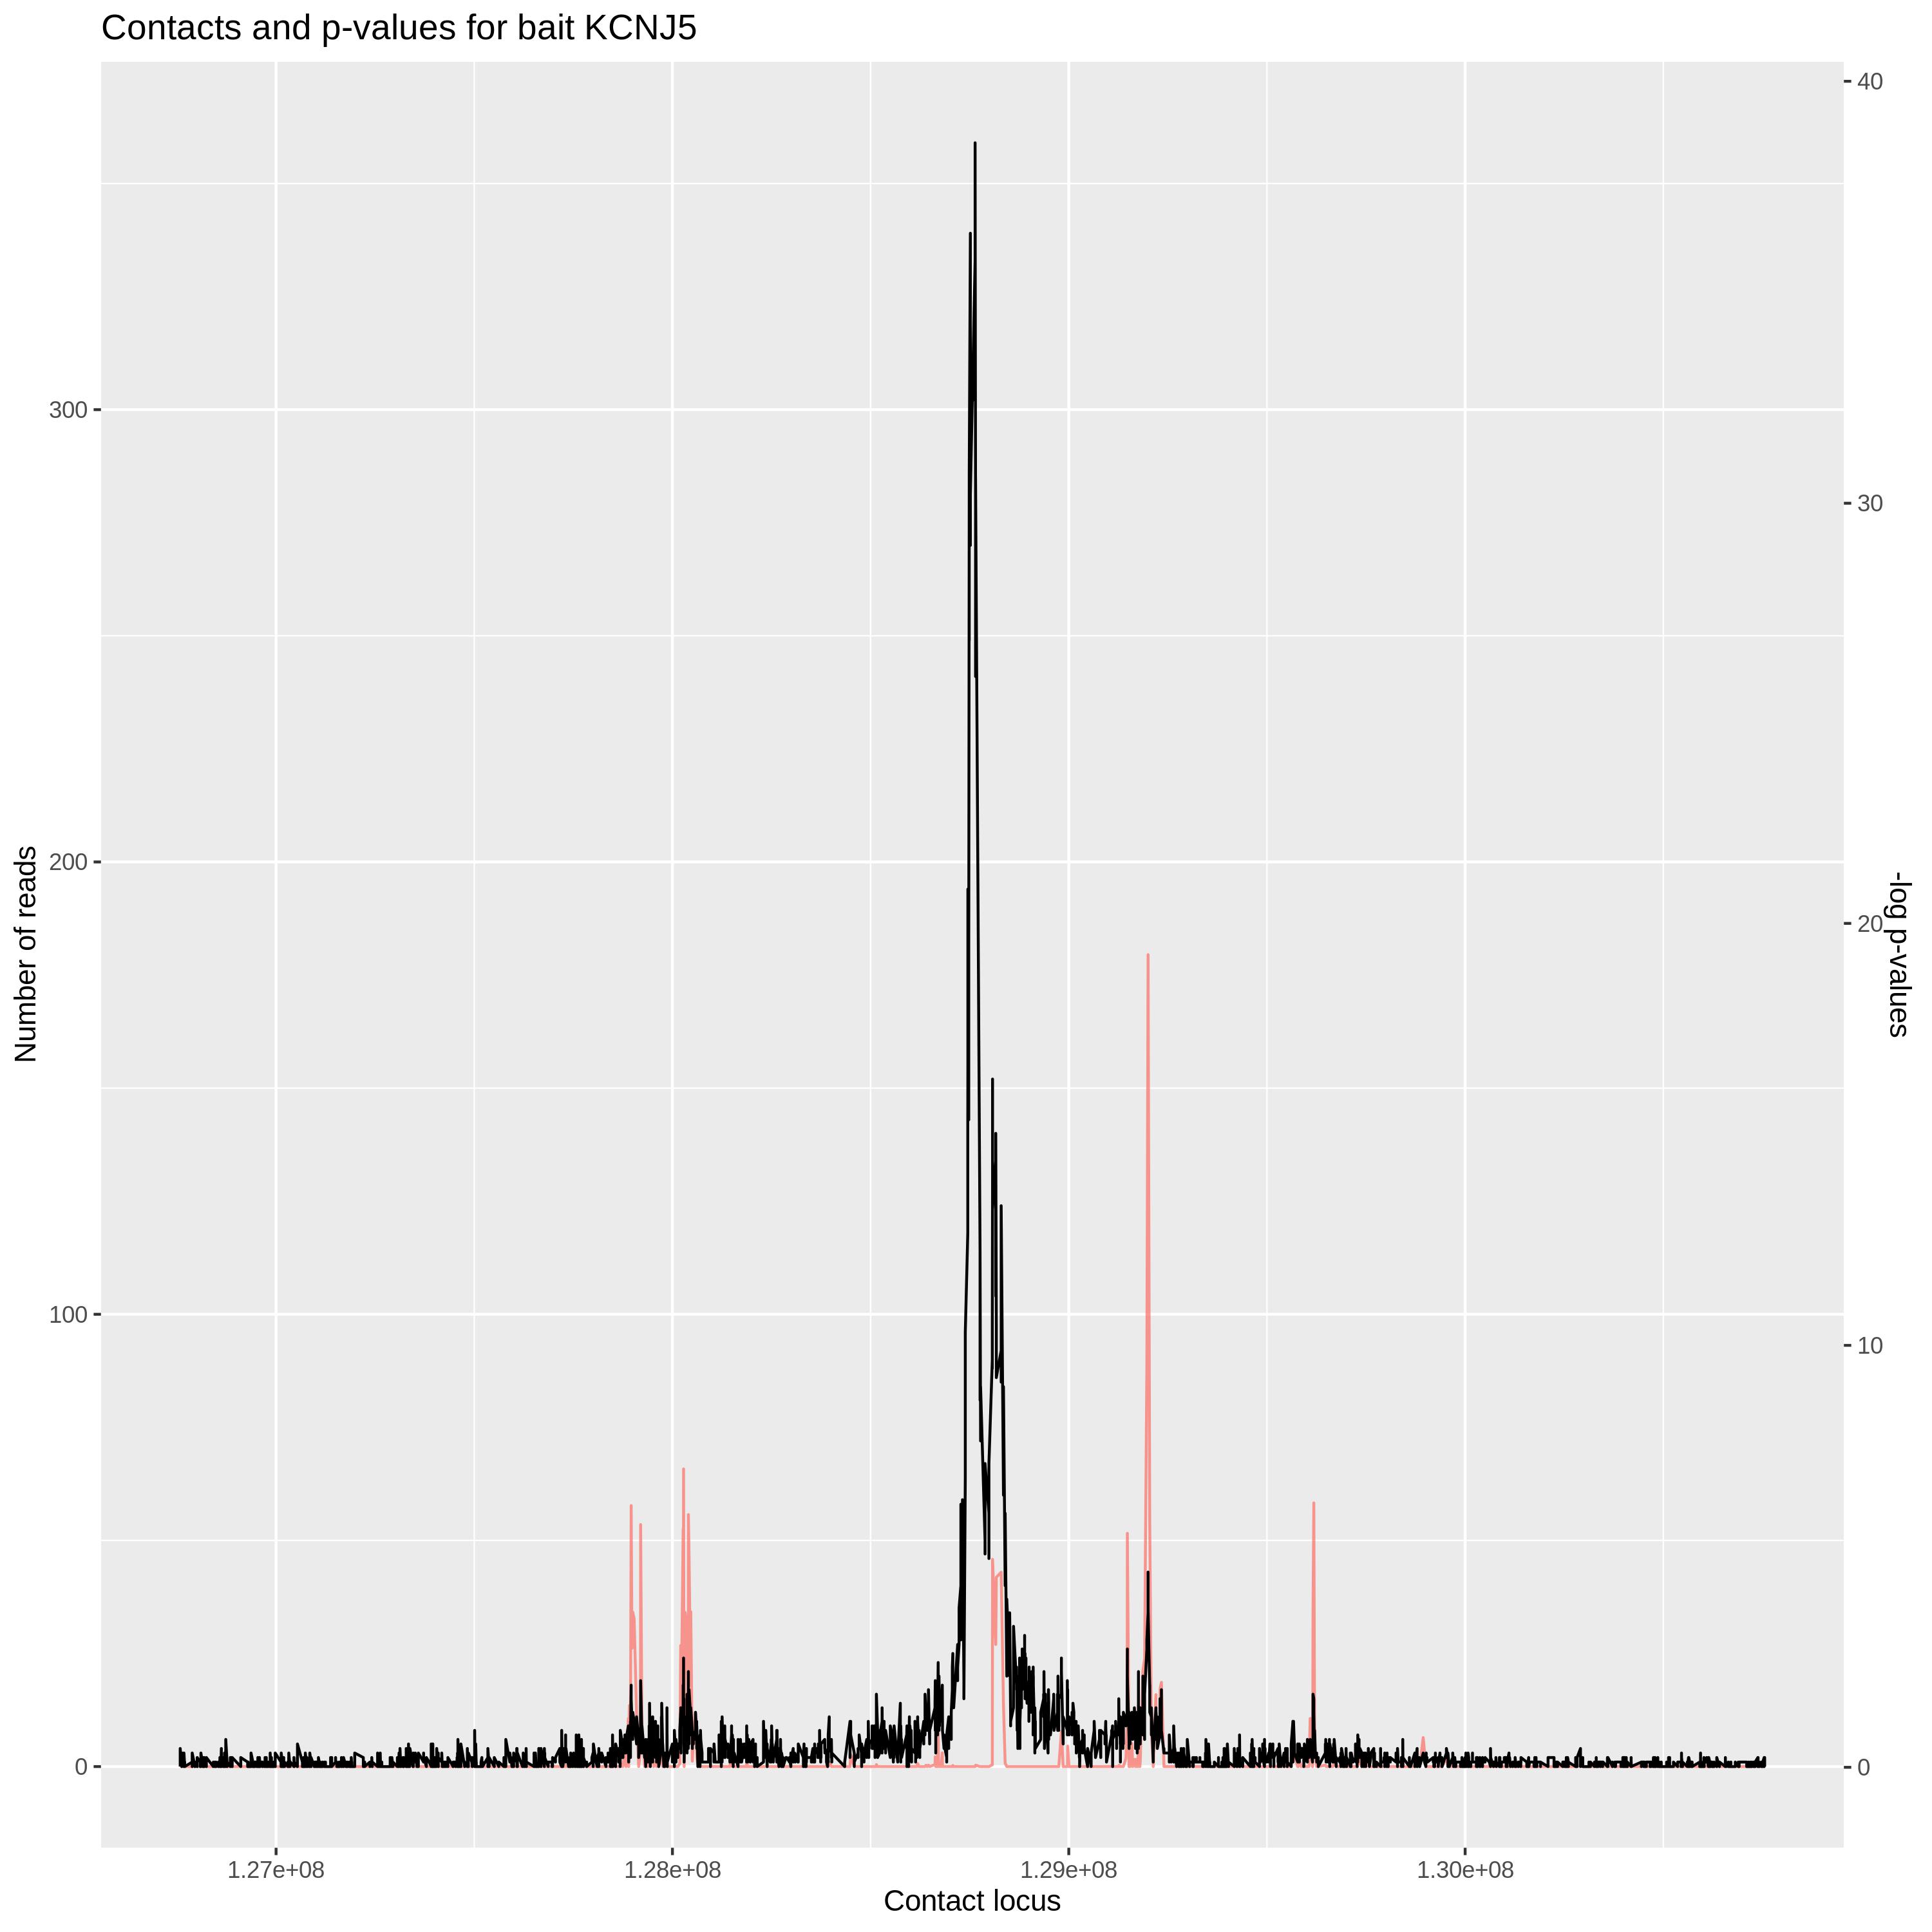 Contacts and p-values for bait KCNJ5
40
300
30
200
20
100
10
0
0
Number of reads
-log p-values
1.27e+08
1.28e+08
1.29e+08
1.30e+08
Contact locus